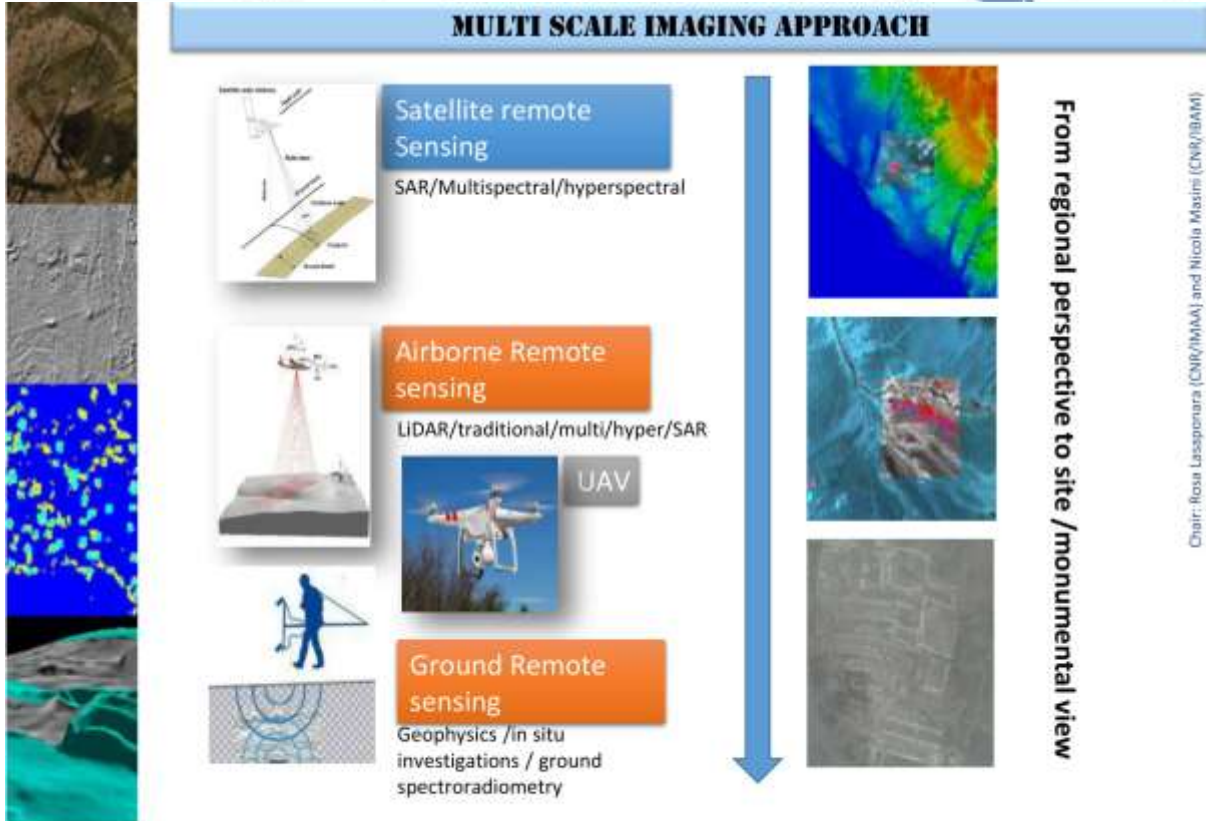 MULTI SCALE IMAGING APPROACH
Satellite remote
Sensing
SAR/Multispectral/hyperspectral
Airborne Remote
sensing
LiDAR/traditional/multi/hyper/SAR
UAV
Ground Remote
sensing
Geophysics /in situ
investigations / ground
spectroradiometry
From regional perspective to site /monumental view
Chair: Rosa Lasaponara (CNR/IMAA) and Nicola Masini (CNR/IBAM)